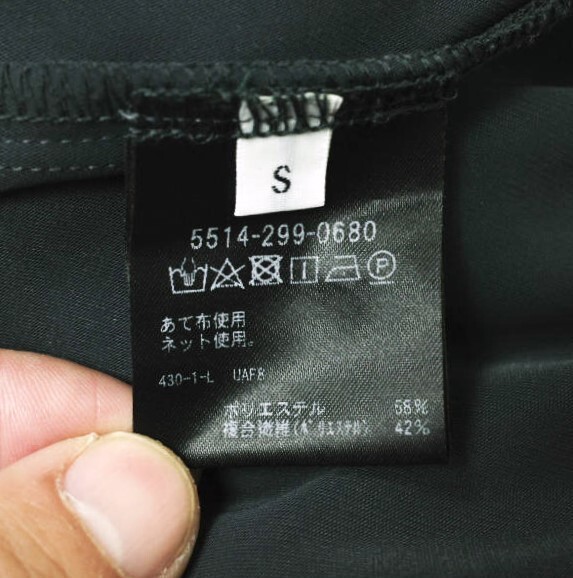 S
5514-299-0680
あて布使用
ネット使用。
430-1-L UAF8
ポリエステル 58%
複合繊維(ポリエステル) 42%